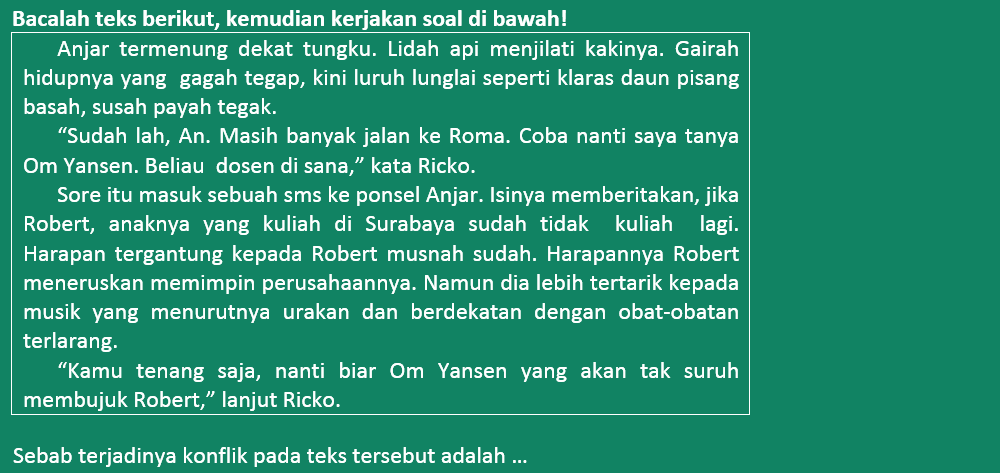 Bacalah teks berikut, kemudian kerjakan soal di bawah!
Anjar termenung dekat tungku. Lidah api menjilati kakinya. Gairah
hidupnya yang gagah tegap, kini luruh lunglai seperti klaras daun pisang
basah, susah payah tegak.
“Sudah lah, An. Masih banyak jalan ke Roma. Coba nanti saya tanya
Om Yansen. Beliau dosen di sana,” kata Ricko.
Sore itu masuk sebuah sms ke ponsel Anjar. Isinya memberitakan, jika
Robert, anaknya yang kuliah di Surabaya sudah tidak kuliah lagi.
Harapan tergantung kepada Robert musnah sudah. Harapannya Robert
meneruskan memimpin perusahaannya. Namun dia lebih tertarik kepada
musik yang menurutnya urakan dan berdekatan dengan obat-obatan
terlarang.
“Kamu tenang saja, nanti biar Om Yansen yang akan tak suruh
membujuk Robert,” lanjut Ricko.
Sebab terjadinya konflik pada teks tersebut adalah ...